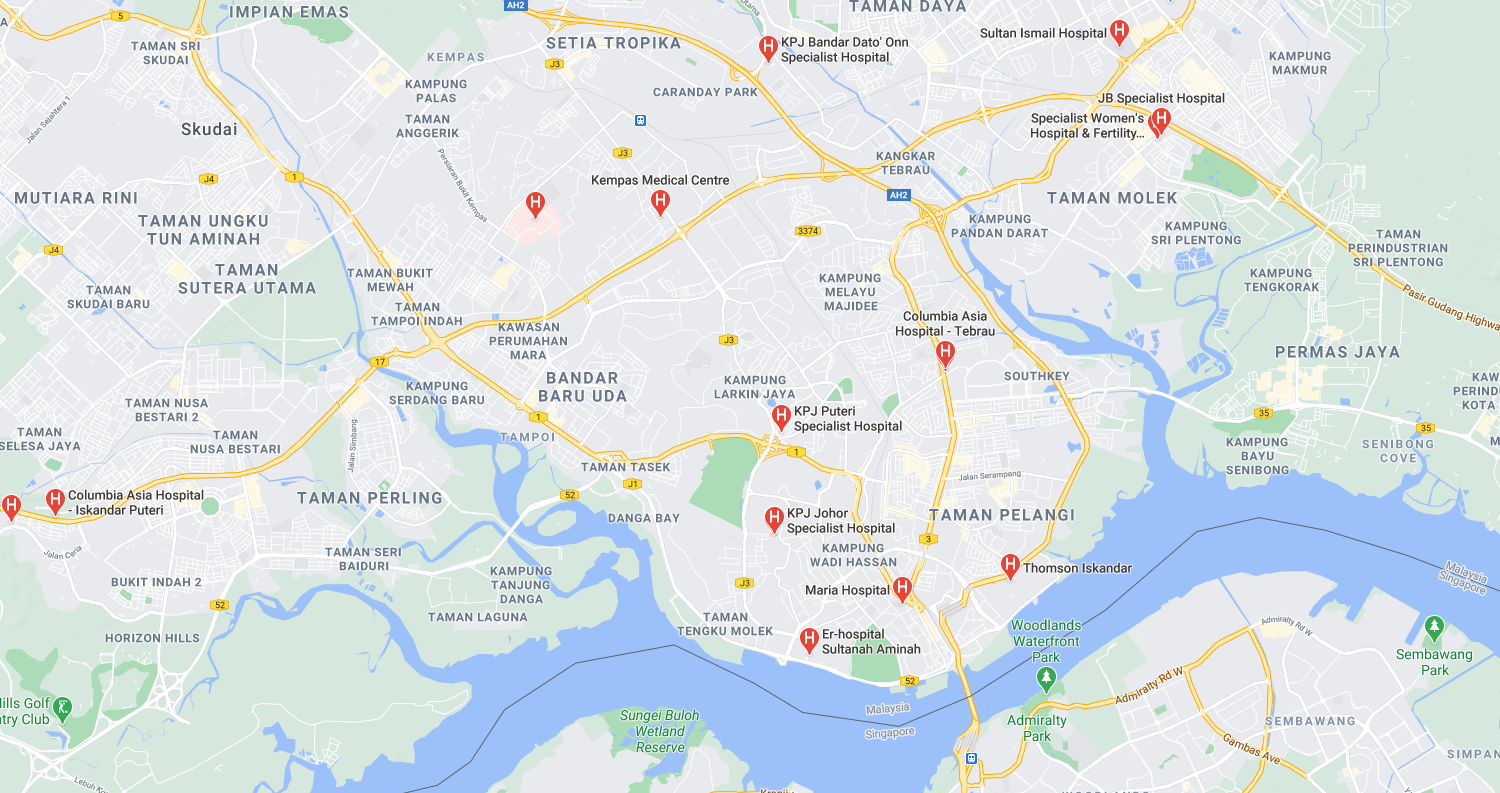 IMPIAN EMAS
AH2
Utama
TAMAN DAYA
5
TAMAN SRI
SKUDAI
KEMPAS
SETIA TROPIKA
J3
KPJ Bandar Dato' Onn
Specialist Hospital
Sultan Ismail Hospital
KAMPUNG
MAKMUR
KAMPUNG
PALAS
CARANDAY PARK
JB Specialist Hospital
Jalan Sejahtera 1
Skudai
TAMAN
ANGGERIK
Specialist Women's
Hospital & Fertility...
J3
KANGKAR
TEBRAU
J4
1
Persiaran Bukit Kempas
Kempas Medical Centre
AH2
MUTIARA RINI
TAMAN MOLEK
TAMAN UNGKU
TUN AMINAH
3374
KAMPUNG
PANDAN DARAT
KAMPUNG
SRI PLENTONG
TAMAN
PERINDUSTRIAN
SRI PLENTONG
J4
TAMAN
SUTERA UTAMA
TAMAN BUKIT
MEWAH
KAMPUNG
MELAYU
MAJIDEE
KAMPUNG
TENGKORAK
TAMAN
SKUDAI BARU
TAMAN
TAMPOI INDAH
Pasir Gudang Highway
Columbia Asia
Hospital - Tebrau
KAWASAN
PERUMAHAN
MARA
J3
17
PERMAS JAYA
BANDAR
BARU UDA
KAMPUNG
LARKIN JAYA
SOUTHKEY
KAMPUNG
SERDANG BARU
TAMAN NUSA
BESTARI 2
KPJ Puteri
Specialist Hospital
1
35
35
TAMAN
SELESA JAYA
TAMAN
NUSA BESTARI
Jalan Simbang
TAMPOI
1
KAMPUNG
BAYU
SENIBONG
SENIBONG
COVE
TAMAN TASEK
J1
Jalan Serampang
Columbia Asia Hospital
- Iskandar Puteri
TAMAN PERLING
52
DANGA BAY
KPJ Johor
Specialist Hospital
TAMAN PELANGI
3
Jalan Ceria
TAMAN SERI
BAIDURI
KAMPUNG
WADI HASSAN
Malaysia
Singapore
BUKIT INDAH 2
KAMPUNG
TANJUNG
DANGA
J3
Maria Hospital
Thomson Iskandar
52
TAMAN LAGUNA
TAMAN
TENGKU MOLEK
Er-hospital
Sultanah Aminah
Woodlands
Waterfront
Park
Admiralty Rd W
HORIZON HILLS
Sembawang
Park
52
Admiralty Rd W
Hills Golf
try Club
Malaysia
Singapore
Sungei Buloh
Wetland
Reserve
Admiralty
Park
SEMBAWANG
Gambas Ave
SIMPAN